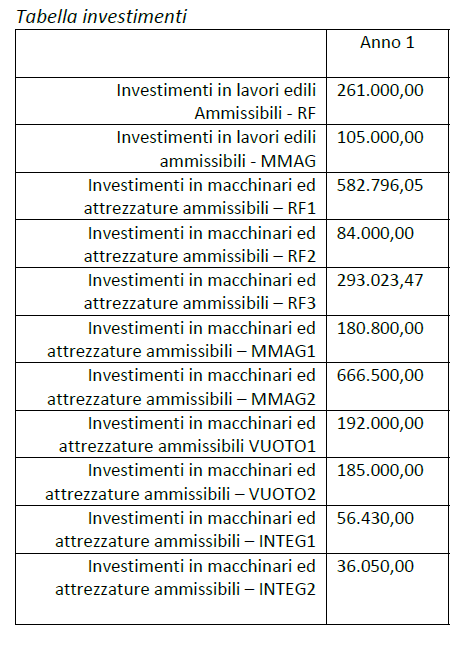 Tabella investimenti
Anno 1
Investimenti in lavori edili 261.000,00
Ammissibili - RF
Investimenti in lavori edili 105.000,00
ammissibili - MMAG
Investimenti in macchinari ed 582.796,05
attrezzature ammissibili – RF1
Investimenti in macchinari ed 84.000,00
attrezzature ammissibili – RF2
Investimenti in macchinari ed 293.023,47
attrezzature ammissibili – RF3
Investimenti in macchinari ed 180.800,00
attrezzature ammissibili – MMAG1
Investimenti in macchinari ed 666.500,00
attrezzature ammissibili – MMAG2
Investimenti in macchinari ed 192.000,00
attrezzature ammissibili VUOTO1
Investimenti in macchinari ed 185.000,00
attrezzature ammissibili – VUOTO2
Investimenti in macchinari ed 56.430,00
attrezzature ammissibili – INTEG1
Investimenti in macchinari ed 36.050,00
attrezzature ammissibili – INTEG2